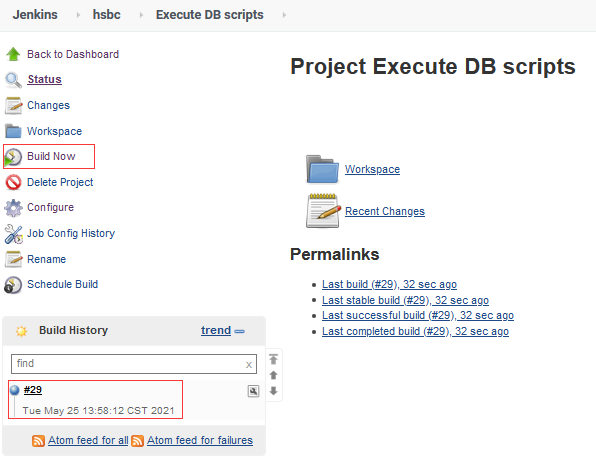 Jenkins hsbc Execute DB scripts
Back to Dashboard
Status
Changes
Workspace
Build Now
Delete Project
Configure
Job Config History
Rename
Schedule Build
Build History trend
find x
#29
Tue May 25 13:58:12 CST 2021
Atom feed for all Atom feed for failures
Project Execute DB scripts
Workspace
Recent Changes
Permalinks
Last build (#29), 32 sec ago
Last stable build (#29), 32 sec ago
Last successful build (#29), 32 sec ago
Last completed build (#29), 32 sec ago